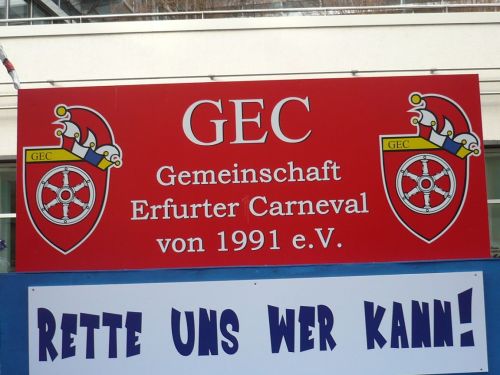 GEC
Gemeinschaft
Erfurter Carneval
von 1991 e.V.
GEC
GEC
RETTE UNS WER KANN!